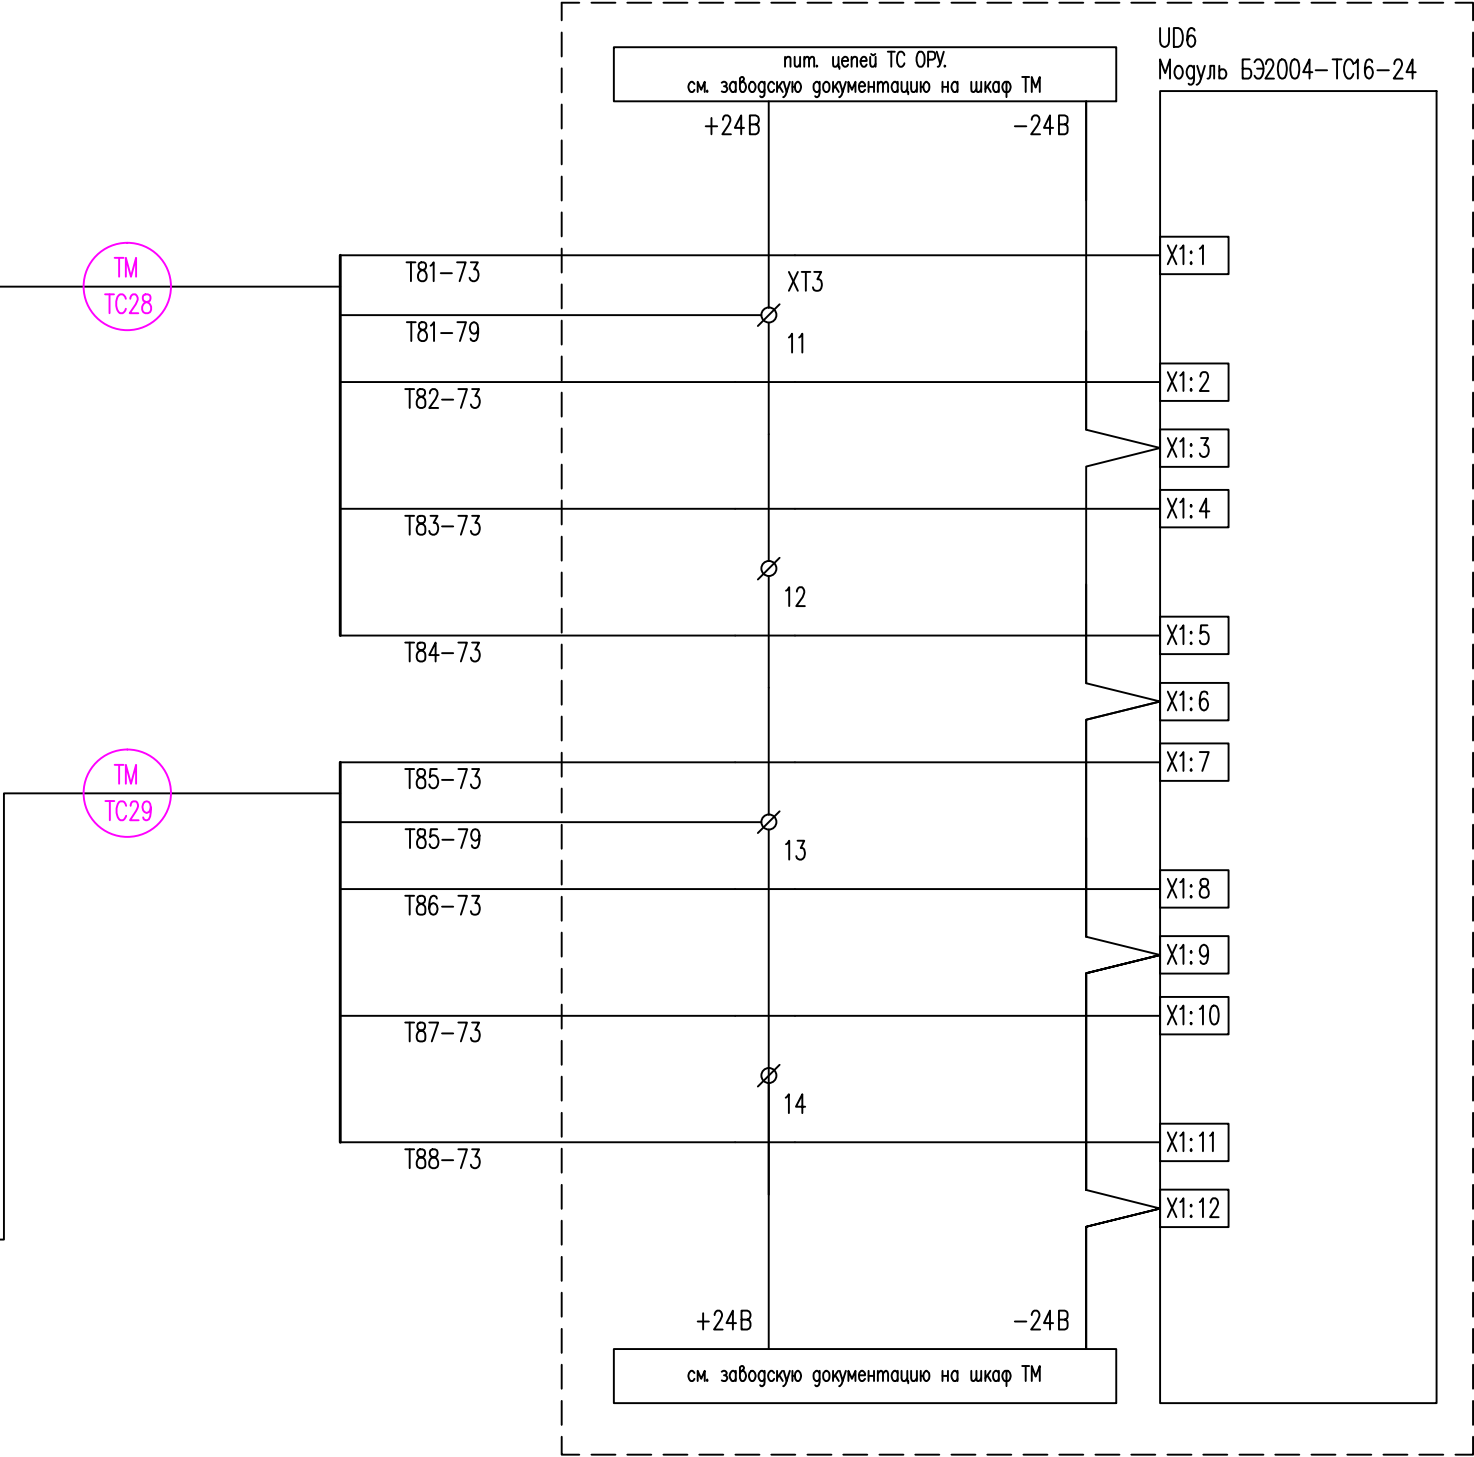 UD6
Модуль БЭ2004-ТС16-24
пит. цепей ТС ОРУ.
см. заводскую документацию на шкаф ТМ
+24В
-24В
ТМ
ТС28
Т81-73
Х1:1
ХТ3
Т81-79
11
Т82-73
Х1:2
Х1:3
Т83-73
Х1:4
12
Т84-73
Х1:5
Х1:6
ТМ
ТС29
Т85-73
Х1:7
Т85-79
13
Т86-73
Х1:8
Х1:9
Т87-73
Х1:10
14
Т88-73
Х1:11
Х1:12
+24В
-24В
см. заводскую документацию на шкаф ТМ